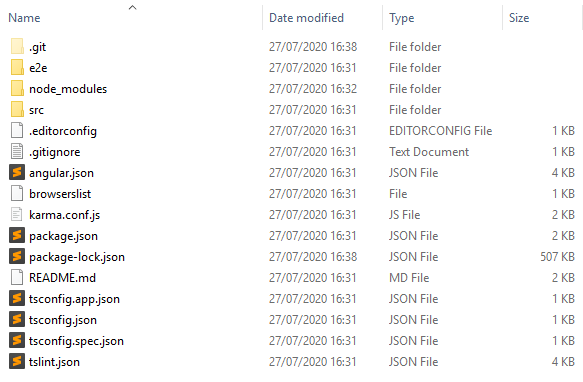 Name Date modified Type Size
.git 27/07/2020 16:38 File folder
e2e 27/07/2020 16:31 File folder
node_modules 27/07/2020 16:32 File folder
src 27/07/2020 16:31 File folder
.editorconfig 27/07/2020 16:31 EDITORCONFIG File 1 KB
.gitignore 27/07/2020 16:31 Text Document 1 KB
angular.json 27/07/2020 16:31 JSON File 4 KB
browserslist 27/07/2020 16:31 File 1 KB
karma.conf.js 27/07/2020 16:31 JS File 2 KB
package.json 27/07/2020 16:31 JSON File 2 KB
package-lock.json 27/07/2020 16:38 JSON File 507 KB
README.md 27/07/2020 16:31 MD File 2 KB
tsconfig.app.json 27/07/2020 16:31 JSON File 1 KB
tsconfig.json 27/07/2020 16:31 JSON File 1 KB
tsconfig.spec.json 27/07/2020 16:31 JSON File 1 KB
tslint.json 27/07/2020 16:31 JSON File 4 KB